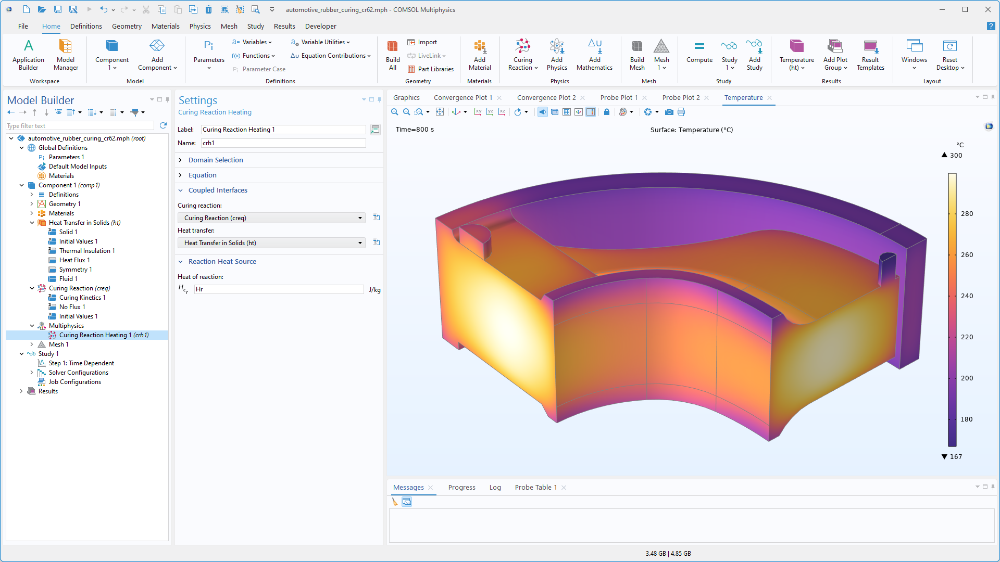 automotive_rubber_curing_cr62.mph - COMSOL Multiphysics
File Home Definitions Geometry Materials Physics Mesh Study Results Developer
?
Application Builder
Model Manager
Workspace
Component 1
Add Component
Model
Pi
Parameters
a= Variables
f(x) Functions
Pi Parameter Case
Variable Utilities
Δu Equation Contributions
Definitions
Build All
Import
LiveLink
Part Libraries
Geometry
Add Material
Materials
Curing Reaction
Add Physics
Δu
Add Mathematics
Physics
Build Mesh
Mesh 1
Mesh
Compute
Study 1
Add Study
Study
Temperature (ht)
Add Plot Group
Result Templates
Results
Windows
Reset Desktop
Layout
Model Builder
Type filter text
automotive_rubber_curing_cr62.mph (root)
Global Definitions
Pi Parameters 1
Default Model Inputs
Materials
Component 1 (comp1)
Definitions
Geometry 1
Materials
Heat Transfer in Solids (ht)
Solid 1
Initial Values 1
Thermal Insulation 1
Heat Flux 1
Symmetry 1
Fluid 1
Curing Reaction (creq)
Curing Kinetics 1
No Flux 1
Initial Values 1
Multiphysics
Curing Reaction Heating 1 (crh1)
Mesh 1
Study 1
Step 1: Time Dependent
Solver Configurations
Job Configurations
Results
Settings
Curing Reaction Heating
Label: Curing Reaction Heating 1
Name: crh1
Domain Selection
Equation
Coupled Interfaces
Curing reaction:
Curing Reaction (creq)
Heat transfer:
Heat Transfer in Solids (ht)
Reaction Heat Source
Heat of reaction:
Hcr Hr J/kg
Graphics Convergence Plot 1 Convergence Plot 2 Probe Plot 1 Probe Plot 2 Temperature
xy yz xz
Time=800 s
Surface: Temperature (°C)
°C
▲ 300
280
260
240
220
200
180
▼ 167
Messages Progress Log Probe Table 1
3.48 GB | 4.85 GB